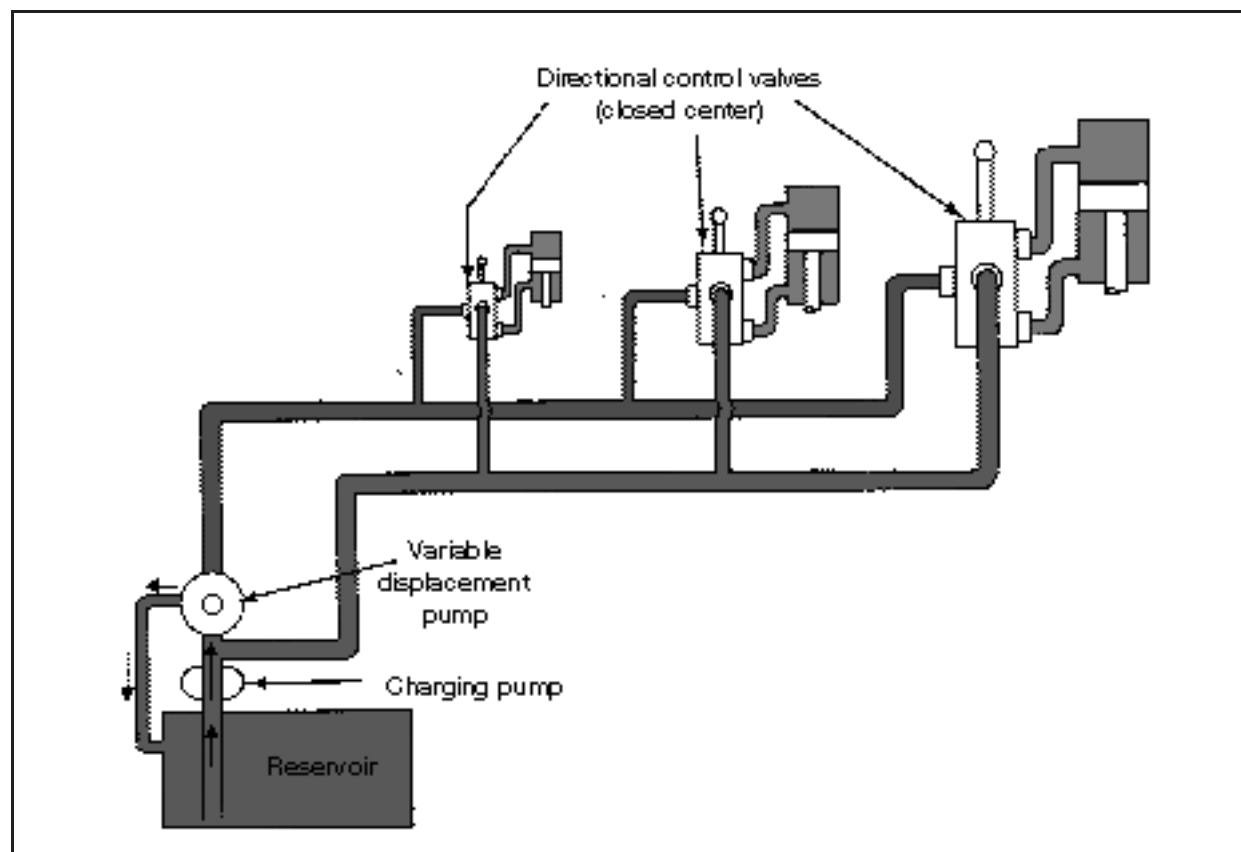 Directional control valves
(closed center)
Variable
displacement
pump
Charging pump
Reservoir